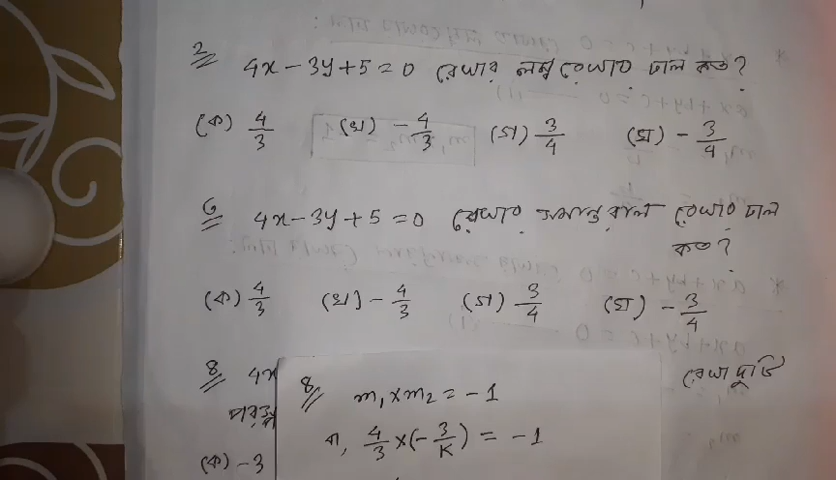 ২ 4x - 3y + 5 = 0 রেখার লম্ব রেখার ঢাল কত?
(ক) 4/3 (খ) - 4/3 (গ) 3/4 (ঘ) - 3/4
৩ 4x - 3y + 5 = 0 রেখার সমান্তরাল রেখার ঢাল
কত?
(ক) 4/3 (খ) - 4/3 (গ) 3/4 (ঘ) - 3/4
৪ 4x রেখা দুটি
(ক) -3
৪ m₁ × m₂ = -1
বা, 4/3 × (- 3/K) = -1